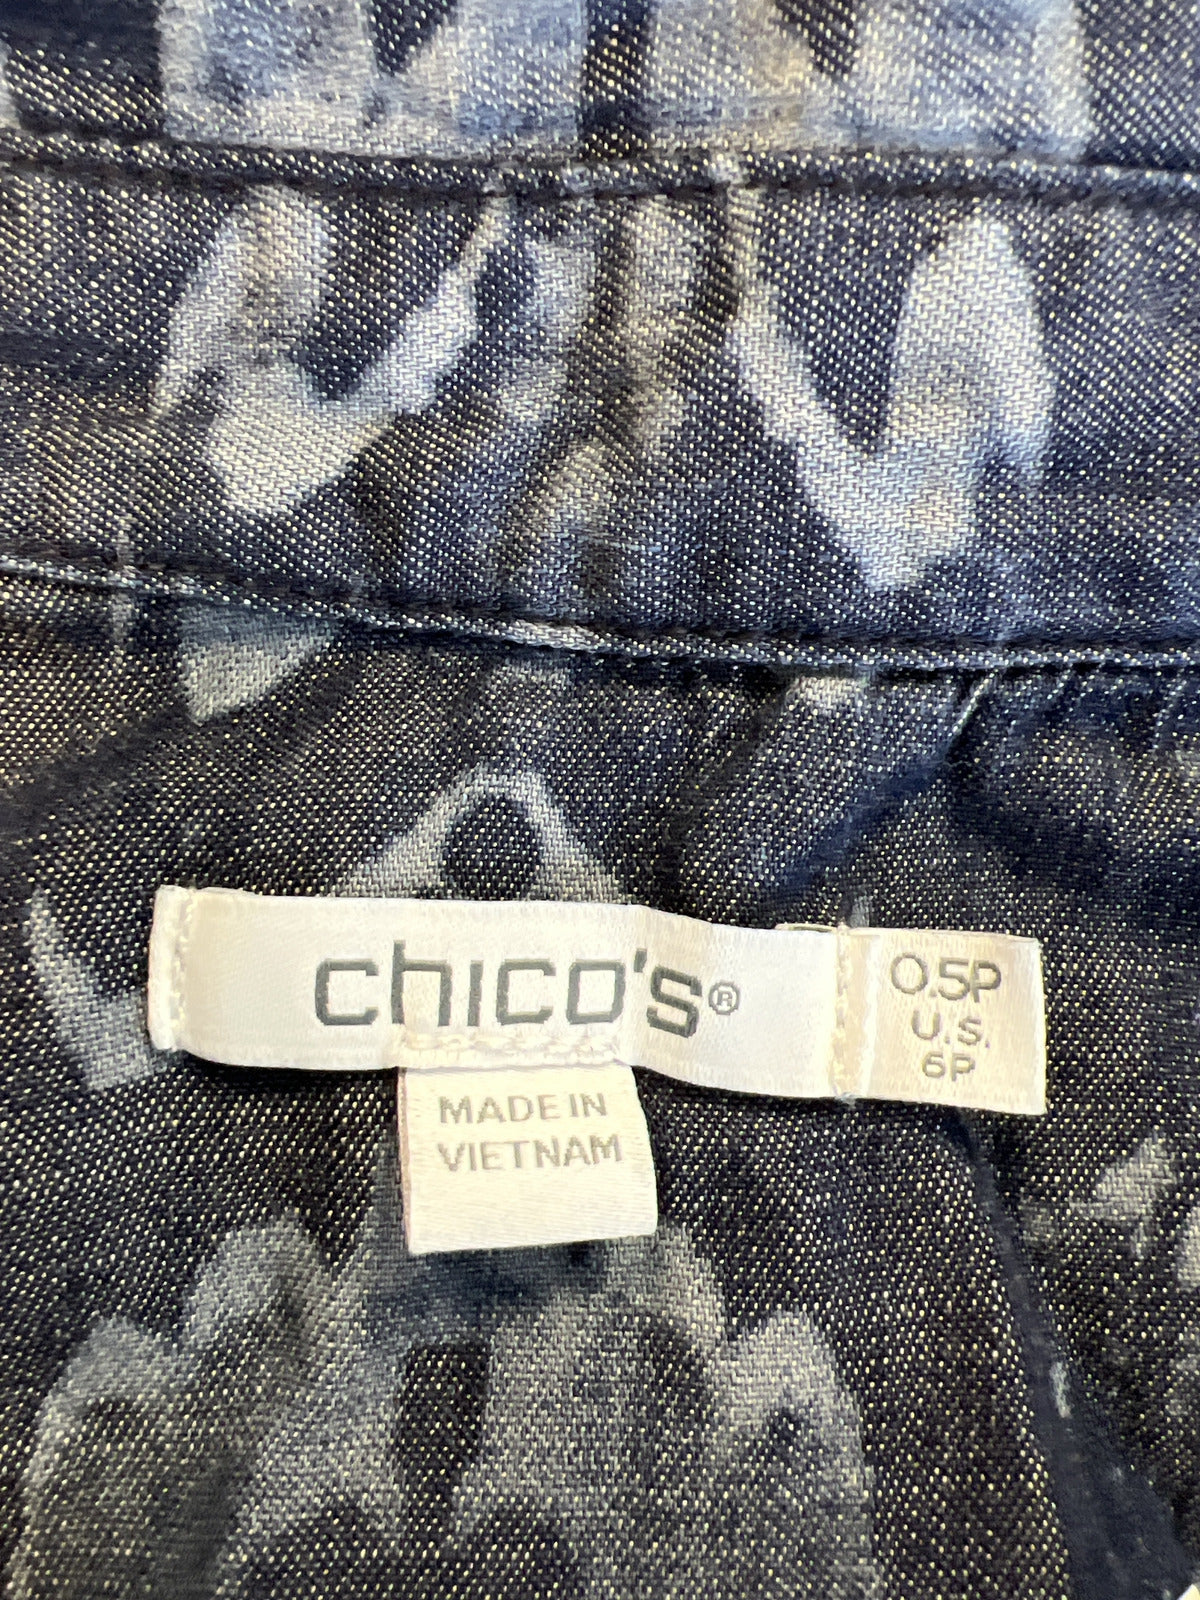 chico's®
0.5P
U.S.
6P
MADE IN
VIETNAM